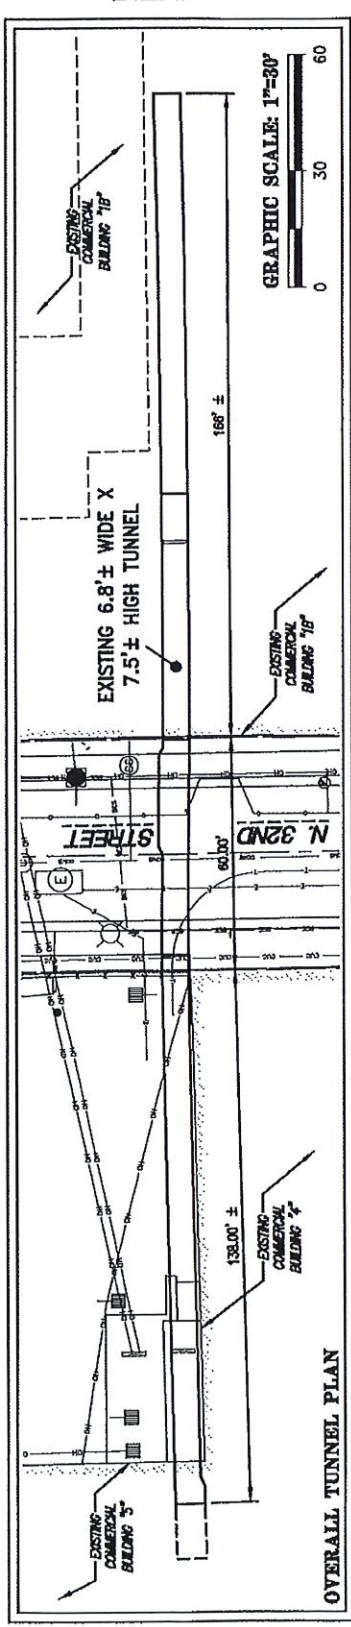 EXISTING
COMMERCIAL
BUILDING "5"
EXISTING
COMMERCIAL
BUILDING "4"
138.00' ±
OVERALL TUNNEL PLAN
N. 32ND
STREET
60.00'
E
EXISTING 6.8'± WIDE X
7.5'± HIGH TUNNEL
EXISTING
COMMERCIAL
BUILDING "1B"
EXISTING
COMMERCIAL
BUILDING "1B"
166' ±
GRAPHIC SCALE: 1"=30'
0 30 60